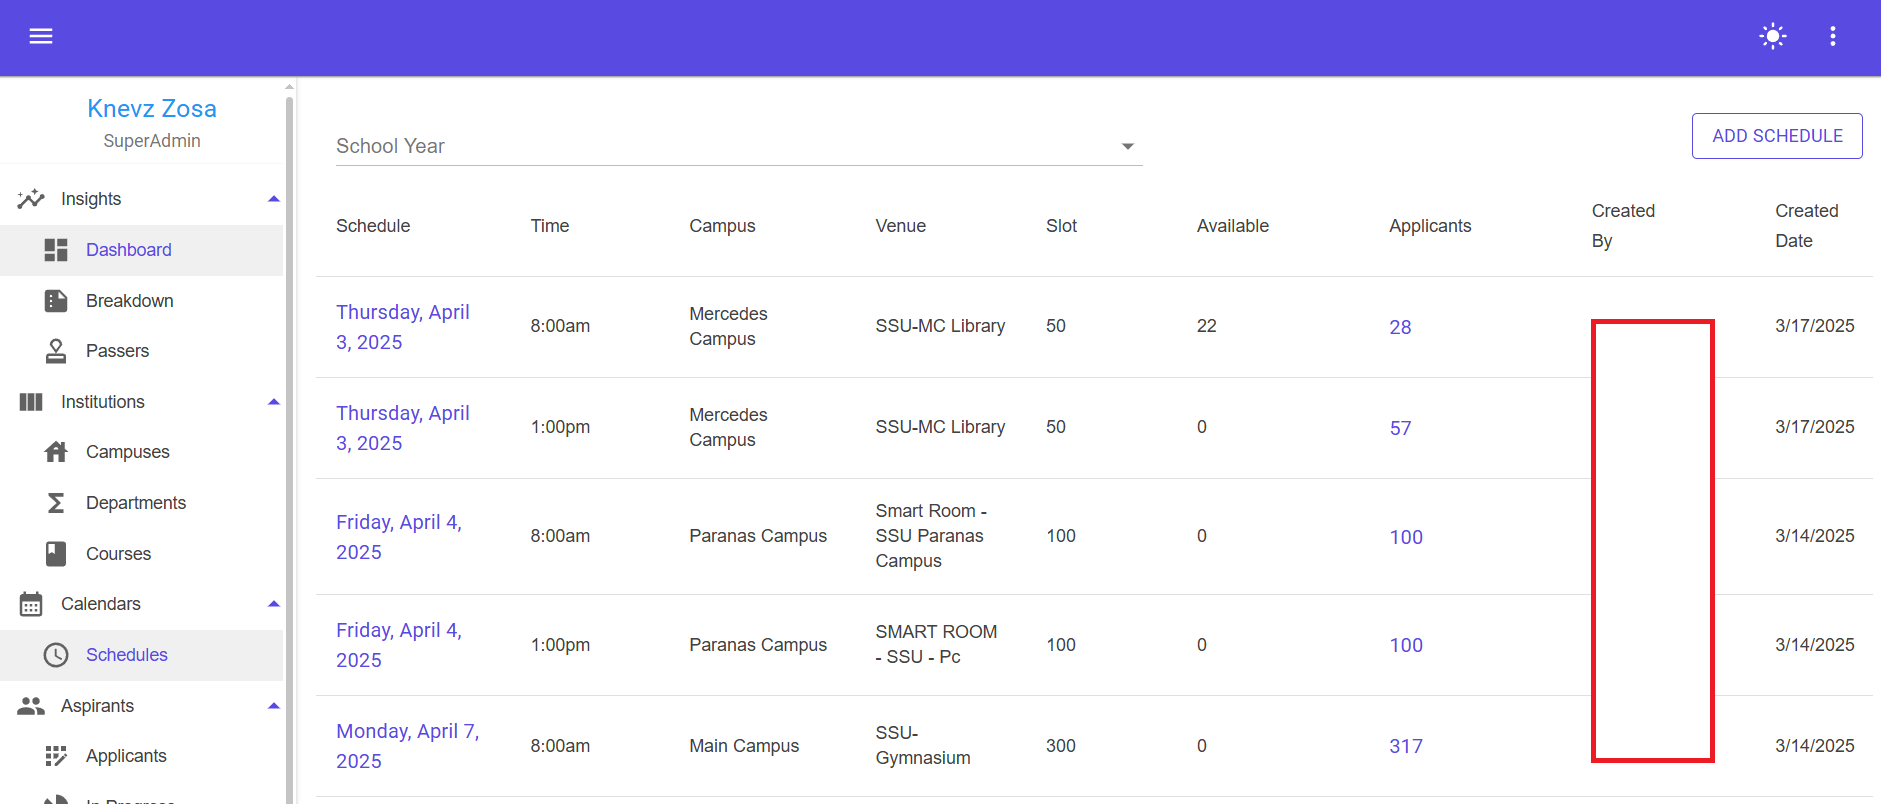 Knevz Zosa
SuperAdmin
Insights
Dashboard
Breakdown
Passers
Institutions
Campuses
Departments
Courses
Calendars
Schedules
Aspirants
Applicants
In Progress
School Year
ADD SCHEDULE
Schedule Time Campus Venue Slot Available Applicants Created By Created Date
Thursday, April 3, 2025 8:00am Mercedes Campus SSU-MC Library 50 22 28 3/17/2025
Thursday, April 3, 2025 1:00pm Mercedes Campus SSU-MC Library 50 0 57 3/17/2025
Friday, April 4, 2025 8:00am Paranas Campus Smart Room - SSU Paranas Campus 100 0 100 3/14/2025
Friday, April 4, 2025 1:00pm Paranas Campus SMART ROOM - SSU - Pc 100 0 100 3/14/2025
Monday, April 7, 2025 8:00am Main Campus SSU-Gymnasium 300 0 317 3/14/2025